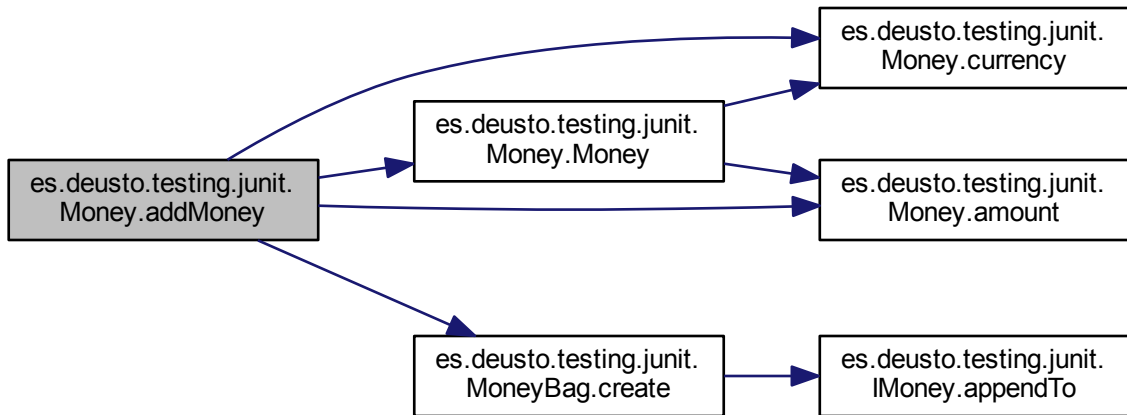 es.deusto.testing.junit.
Money.addMoney
es.deusto.testing.junit.
Money.Money
es.deusto.testing.junit.
MoneyBag.create
es.deusto.testing.junit.
Money.currency
es.deusto.testing.junit.
Money.amount
es.deusto.testing.junit.
IMoney.appendTo